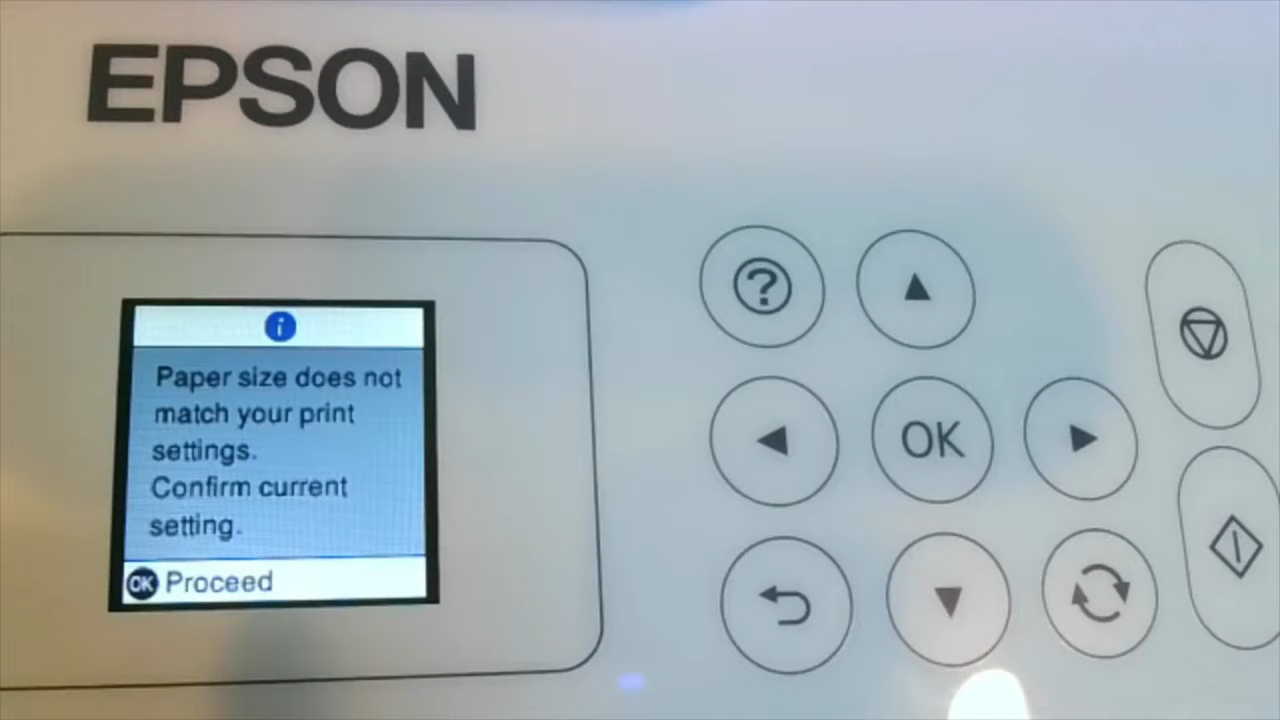 EPSON
i
Paper size does not
match your print
settings.
Confirm current
setting.
OK Proceed
?
OK